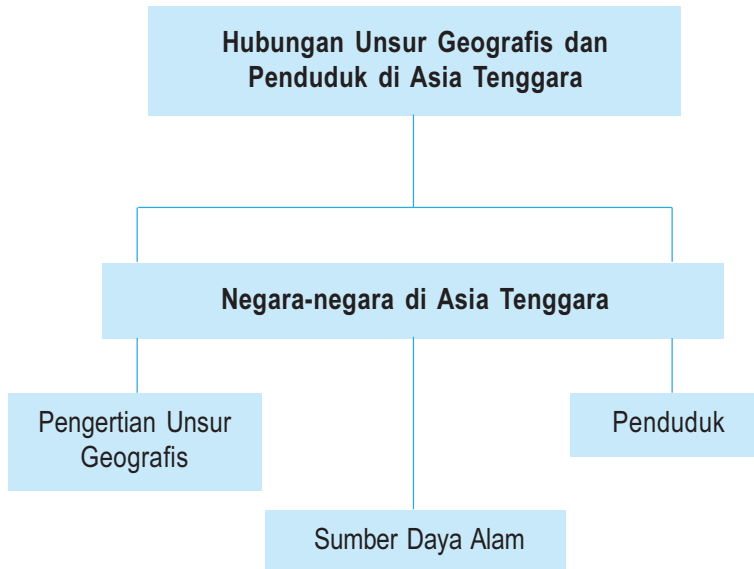 Hubungan Unsur Geografis dan
Penduduk di Asia Tenggara
Negara-negara di Asia Tenggara
Pengertian Unsur
Geografis
Penduduk
Sumber Daya Alam